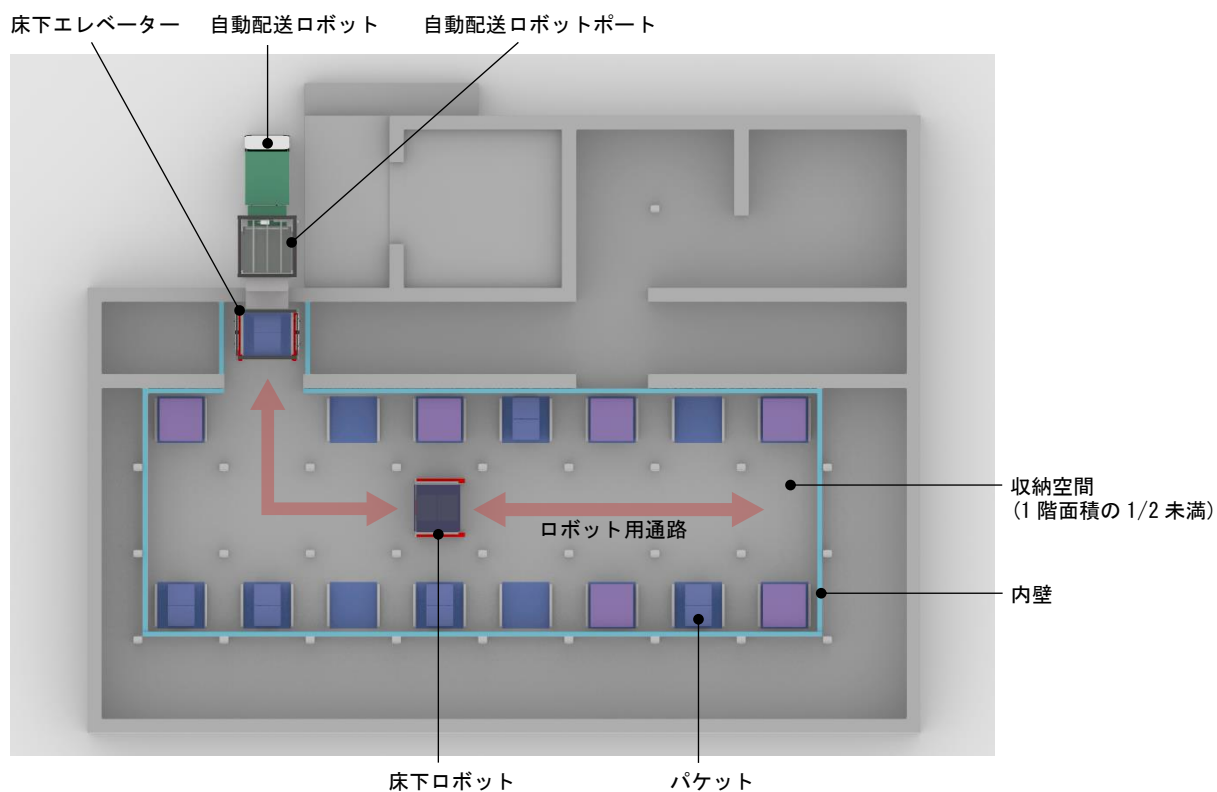 床下エレベーター
自動配送ロボット
自動配送ロボットポート
収納空間
(1 階面積の 1/2 未満)
ロボット用通路
内壁
床下ロボット
パケット